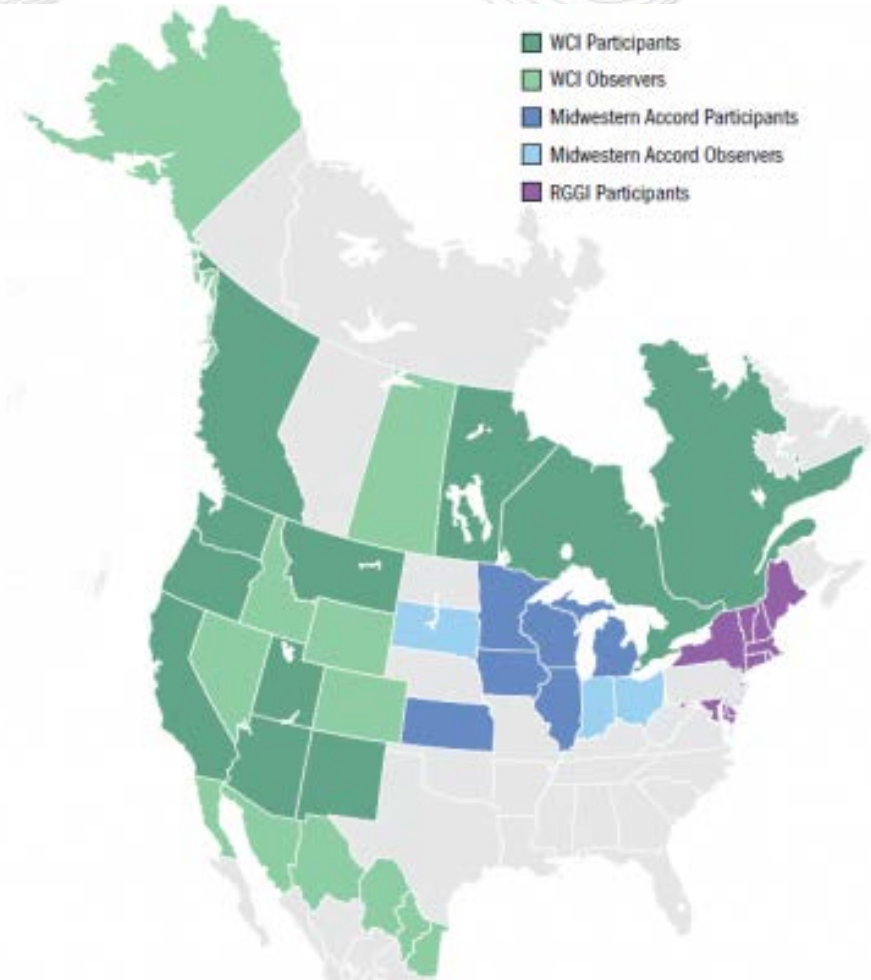 WCI Participants
WCI Observers
Midwestern Accord Participants
Midwestern Accord Observers
RGGI Participants